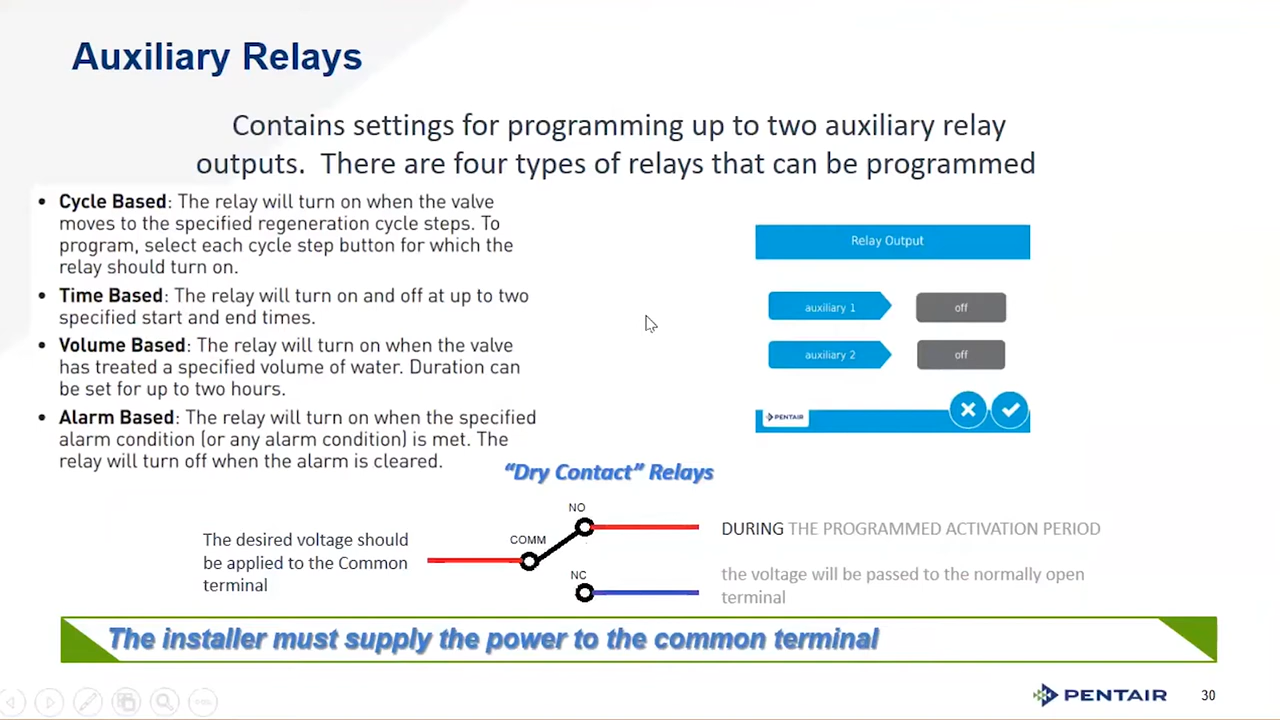 Auxiliary Relays
Contains settings for programming up to two auxiliary relay
outputs. There are four types of relays that can be programmed
• Cycle Based: The relay will turn on when the valve
moves to the specified regeneration cycle steps. To
program, select each cycle step button for which the
relay should turn on.
• Time Based: The relay will turn on and off at up to two
specified start and end times.
• Volume Based: The relay will turn on when the valve
has treated a specified volume of water. Duration can
be set for up to two hours.
• Alarm Based: The relay will turn on when the specified
alarm condition (or any alarm condition) is met. The
relay will turn off when the alarm is cleared.
Relay Output
auxiliary 1 off
auxiliary 2 off
PENTAIR
“Dry Contact” Relays
The desired voltage should
be applied to the Common
terminal
COMM
NO
NC
DURING THE PROGRAMMED ACTIVATION PERIOD
the voltage will be passed to the normally open
terminal
The installer must supply the power to the common terminal
PENTAIR
30